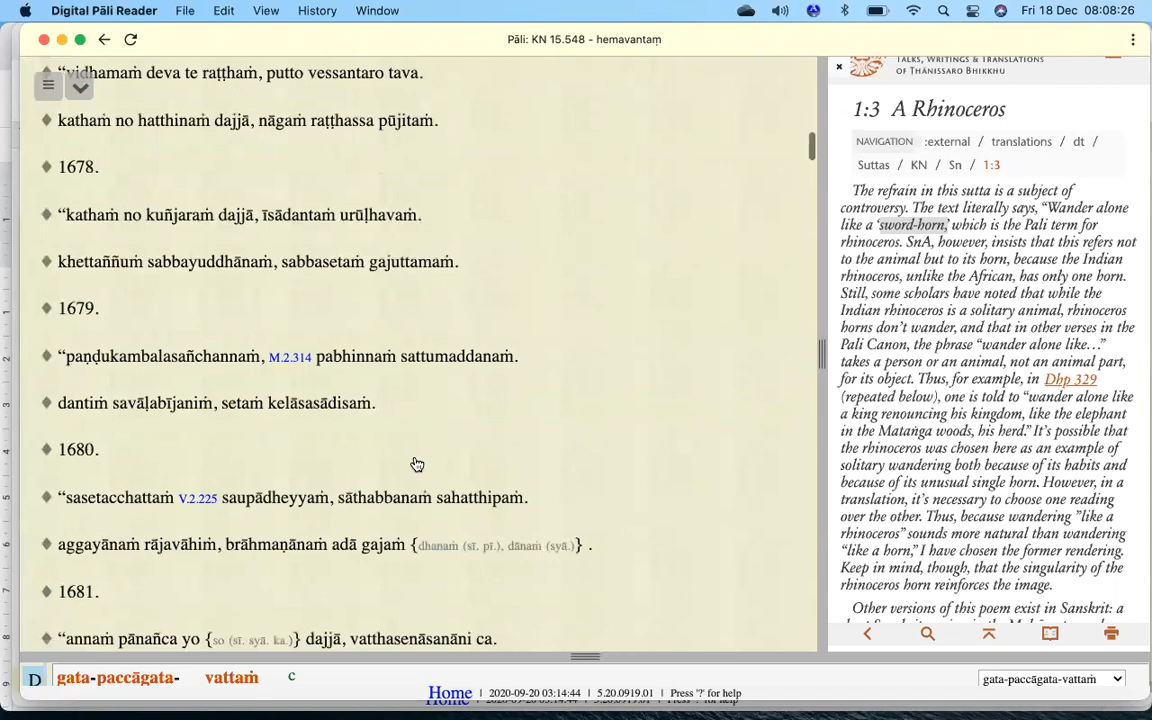 Digital Pāli Reader File Edit View History Window Fri 18 Dec 08:08:26
Pāli: KN 15.548 - hemavantaṃ
“vidhamaṁ deva te raṭṭhaṁ, putto vessantaro tava.
kathaṁ no hatthinaṁ dajjā, nāgaṁ raṭṭhassa pūjitaṁ.
1678.
“kathaṁ no kuñjaraṁ dajjā, īsādantaṁ urūḷhavaṁ.
khettaññuṁ sabbayuddhānaṁ, sabbasetaṁ gajuttamaṁ.
1679.
“paṇḍukambalasañchannaṁ, M.2.314 pabhinnaṁ sattumaddanaṁ.
dantiṁ savāḷabījaniṁ, setaṁ kelāsasādisaṁ.
1680.
“sasetacchattaṁ V.2.225 saupādheyyaṁ, sāthabbanaṁ sahatthipaṁ.
aggayānaṁ rājavāhiṁ, brāhmaṇānaṁ adā gajaṁ {dhanaṁ (sī. pī.), dānaṁ (syā.)} .
1681.
“annaṁ pānañca yo {so (sī. syā. ka.)} dajjā, vatthasenāsanāni ca.
TALKS, WRITINGS & TRANSLATIONS
OF ṬHĀNISSARO BHIKKHU
1:3 A Rhinoceros
NAVIGATION :external / translations / dt /
Suttas / KN / Sn / 1:3
The refrain in this sutta is a subject of
controversy. The text literally says, “Wander alone
like a ‘sword-horn,’ which is the Pali term for
rhinoceros. SnA, however, insists that this refers not
to the animal but to its horn, because the Indian
rhinoceros, unlike the African, has only one horn.
Still, some scholars have noted that while the
Indian rhinoceros is a solitary animal, rhinoceros
horns don’t wander, and that in other verses in the
Pali Canon, the phrase “wander alone like…”
takes a person or an animal, not an animal part,
for its object. Thus, for example, in Dhp 329
(repeated below), one is told to “wander alone like
a king renouncing his kingdom, like the elephant
in the Mataṅga woods, his herd.” It’s possible that
the rhinoceros was chosen here as an example of
solitary wandering both because of its habits and
because of its unusual single horn. However, in a
translation, it’s necessary to choose one reading
over the other. Thus, because wandering ”like a
rhinoceros” sounds more natural than wandering
“like a horn,” I have chosen the former rendering.
Keep in mind, though, that the singularity of the
rhinoceros horn reinforces the image.
Other versions of this poem exist in Sanskrit: a
D gata-paccāgata- vattaṁ c gata-paccāgata-vattaṁ
Home | 2020-09-20 03:14:44 | 5.20.0919.01 | Press '?' for help